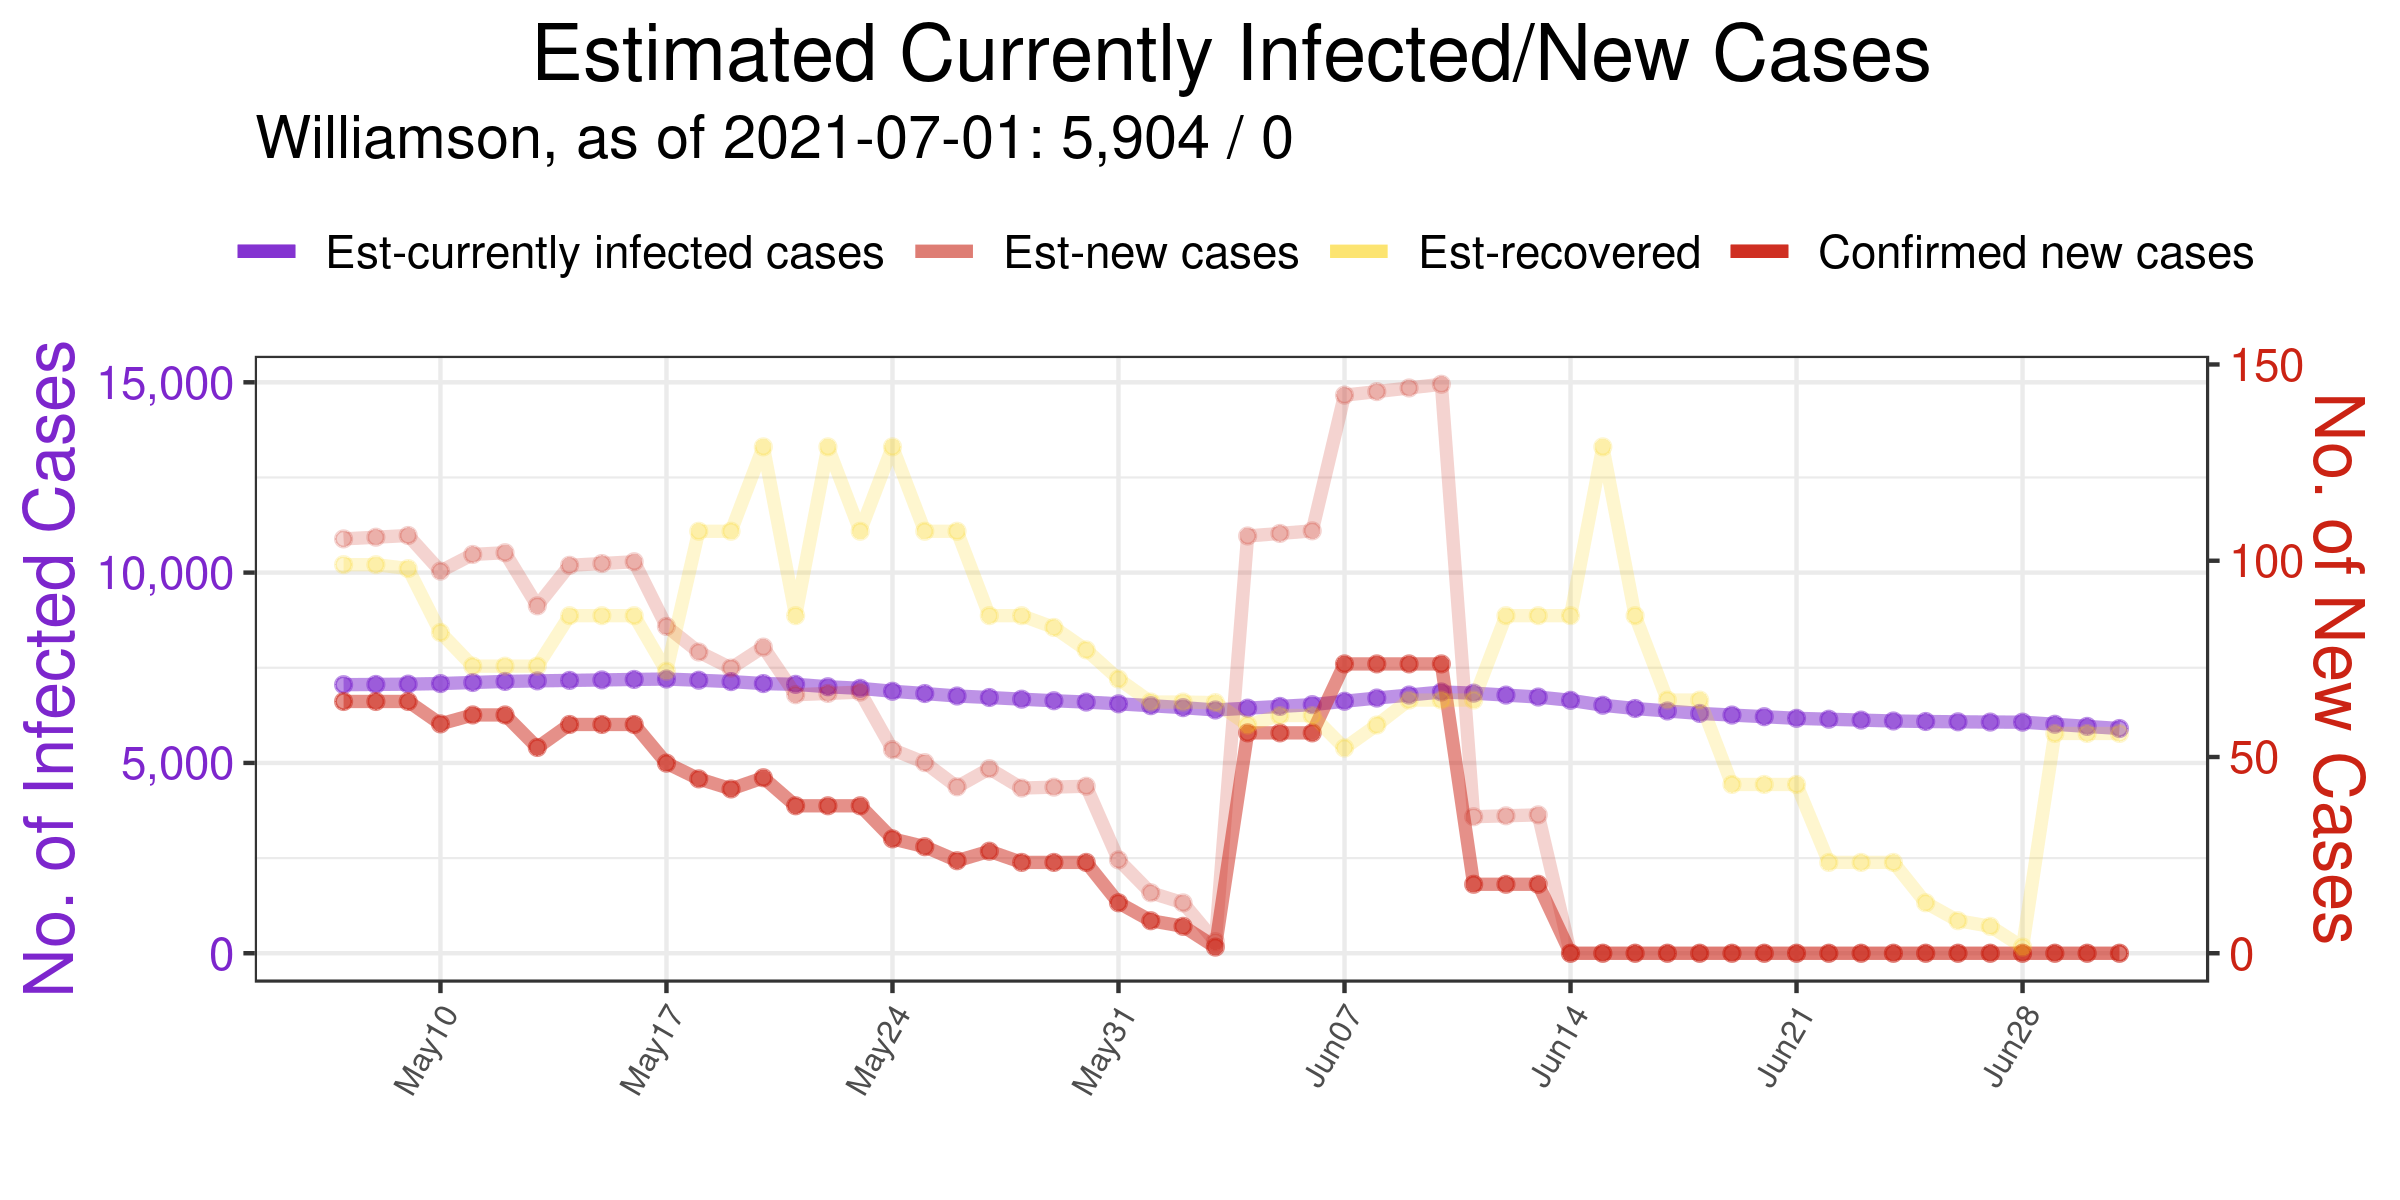 Estimated Currently Infected/New Cases
Williamson, as of 2021-07-01: 5,904 / 0
Est-currently infected cases Est-new cases Est-recovered Confirmed new cases
No. of Infected Cases
15,000
10,000
5,000
0
150
100
50
0
No. of New Cases
May10 May17 May24 May31 Jun07 Jun14 Jun21 Jun28